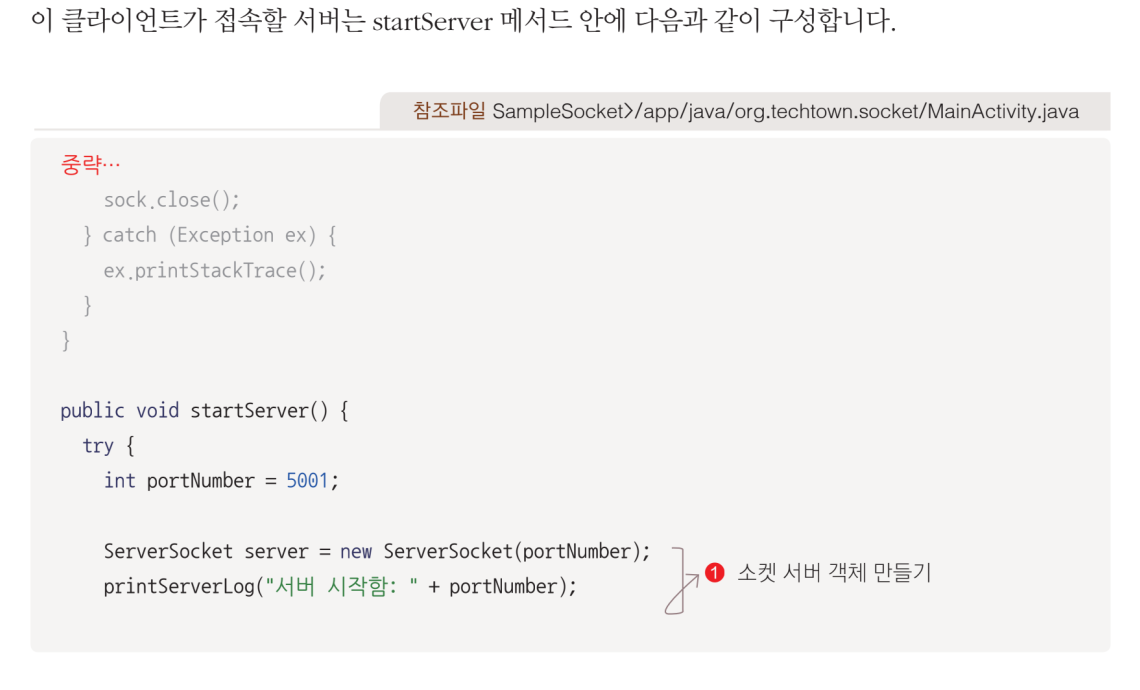 이 클라이언트가 접속할 서버는 startServer 메서드 안에 다음과 같이 구성합니다.
참조파일 SampleSocket>/app/java/org.techtown.socket/MainActivity.java
중략…
sock.close();
} catch (Exception ex) {
ex.printStackTrace();
}
}
public void startServer() {
try {
int portNumber = 5001;
ServerSocket server = new ServerSocket(portNumber);
printServerLog("서버 시작함: " + portNumber);
❶ 소켓 서버 객체 만들기